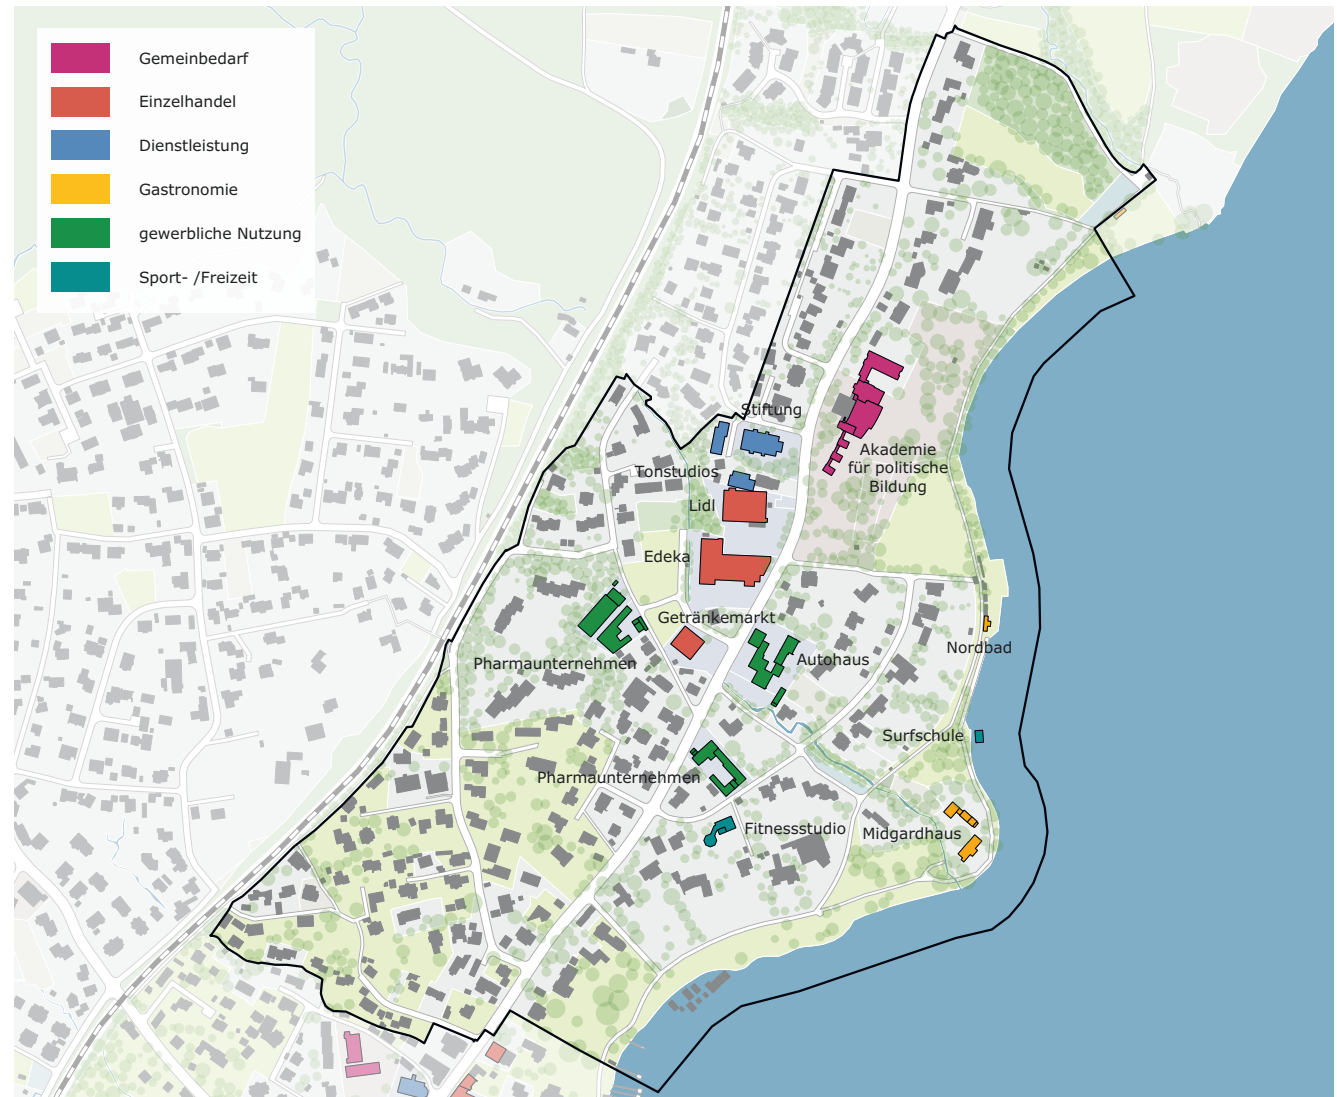 Gemeinbedarf
Einzelhandel
Dienstleistung
Gastronomie
gewerbliche Nutzung
Sport- /Freizeit
Stiftung
Akademie
für politische
Bildung
Tonstudios
Lidl
Edeka
Getränkemarkt
Pharmaunternehmen
Autohaus
Nordbad
Surfschule
Pharmaunternehmen
Fitnessstudio
Midgardhaus